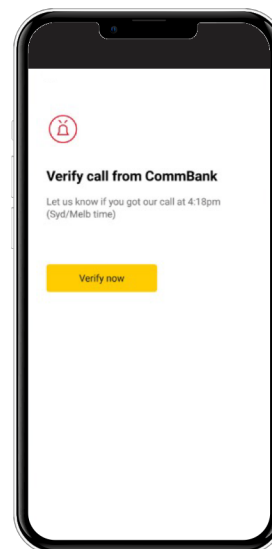 Verify call from CommBank
Let us know if you got our call at 4:18pm
(Syd/Melb time)
Verify now